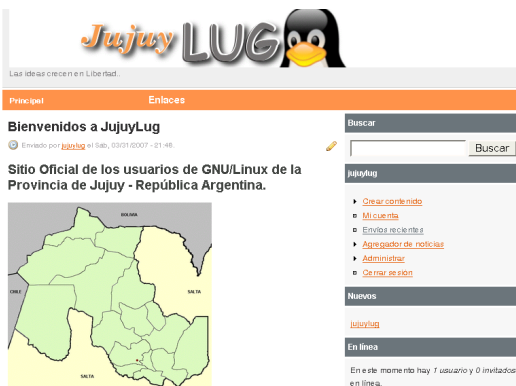 Jujuy LUG
Las ideas crecen en Libertad..
Principal
Enlaces
Bienvenidos a JujuyLug
Enviado por jujuylug el Sáb, 03/31/2007 - 21:48.
Sitio Oficial de los usuarios de GNU/Linux de la
Provincia de Jujuy - República Argentina.
BOLIVIA
CHILE
SALTA
SALTA
Buscar
Buscar
jujuylug
Crear contenido
Mi cuenta
Envíos recientes
Agregador de noticias
Administrar
Cerrar sesión
Nuevos
jujuylug
En línea
En este momento hay 1 usuario y 0 invitados
en línea.